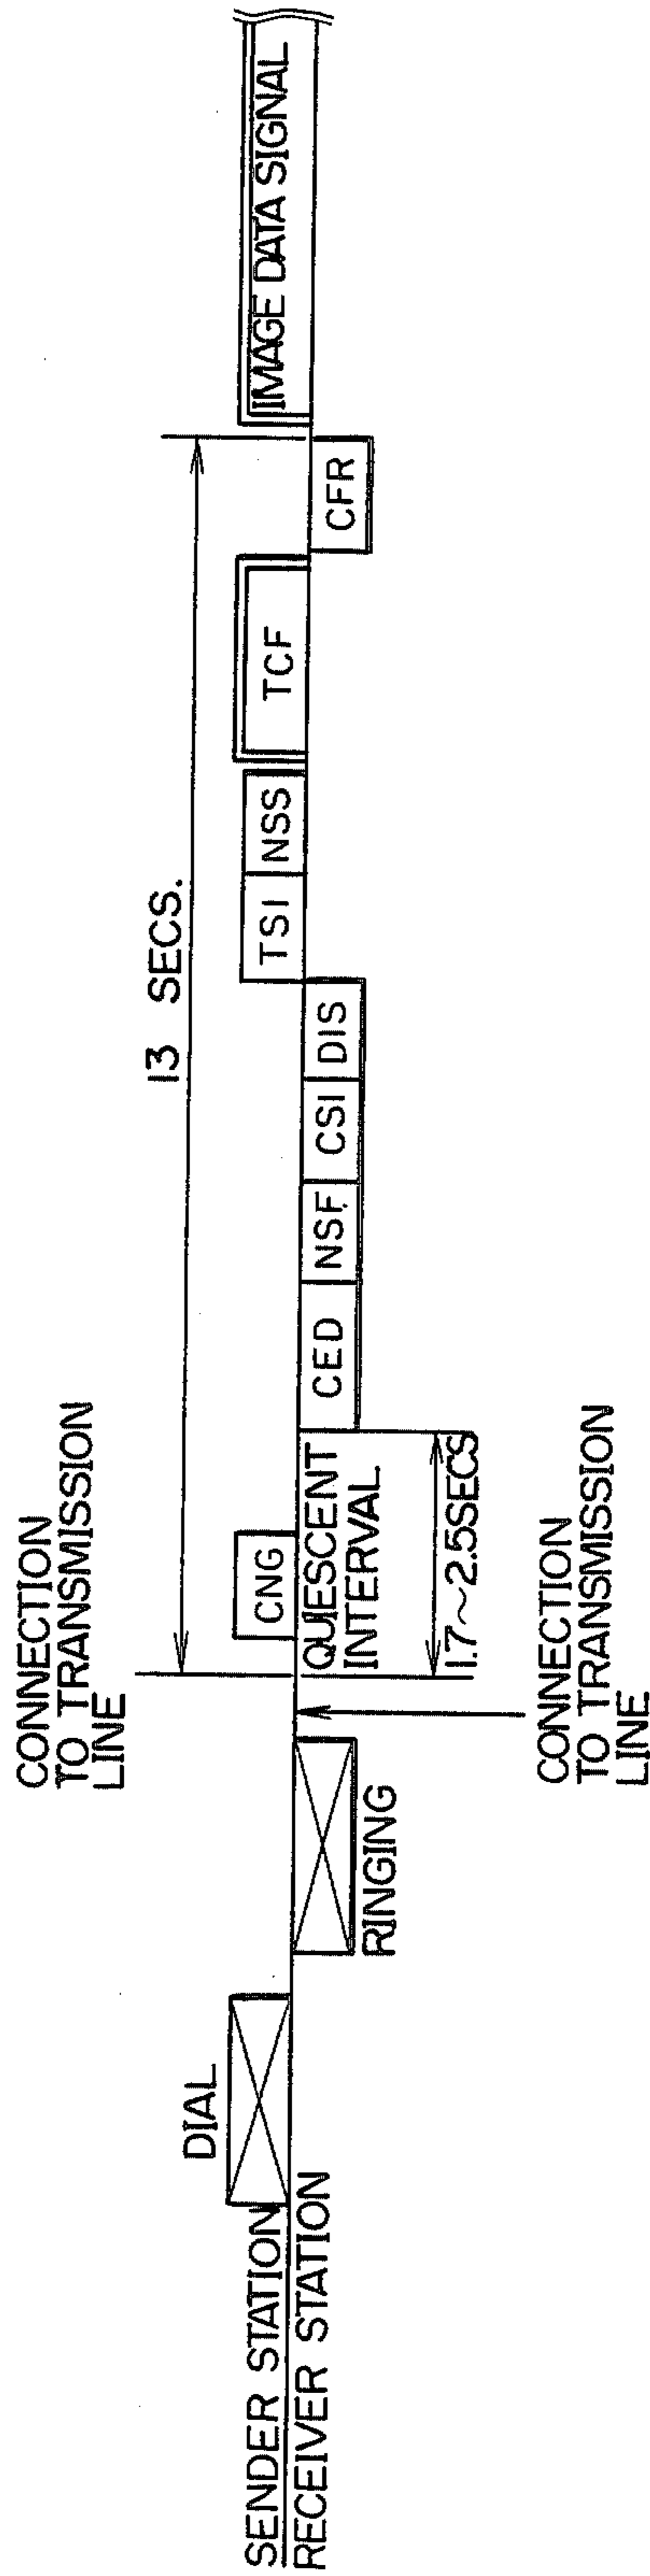 CONNECTION
TO TRANSMISSION
LINE
13 SECS.
DIAL
SENDER STATION
CNG
TSI
NSS
TCF
IMAGE DATA SIGNAL
RECEIVER STATION
RINGING
QUIESCENT
INTERVAL
1.7~2.5SECS
CED
NSF
CSI
DIS
CFR
CONNECTION
TO TRANSMISSION
LINE